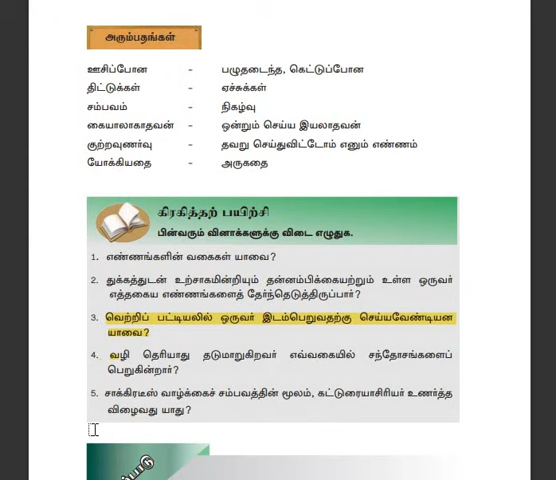 அரும்பதங்கள்
ஊசிப்போன - பழுதடைந்த, கெட்டுப்போன
திட்டுக்கள் - ஏச்சுக்கள்
சம்பவம் - நிகழ்வு
கையாலாகாதவன் - ஒன்றும் செய்ய இயலாதவன்
குற்றவுணர்வு - தவறு செய்துவிட்டோம் எனும் எண்ணம்
யோக்கியதை - அருகதை
கிரகித்தற் பயிற்சி
பின்வரும் வினாக்களுக்கு விடை எழுதுக.
1. எண்ணங்களின் வகைகள் யாவை?
2. துக்கத்துடன் உற்சாகமின்றியும் தன்னம்பிக்கையற்றும் உள்ள ஒருவர்
எத்தகைய எண்ணங்களைத் தேர்ந்தெடுத்திருப்பார்?
3. வெற்றிப் பட்டியலில் ஒருவர் இடம்பெறுவதற்கு செய்யவேண்டியன
யாவை?
4. வழி தெரியாது தடுமாறுகிறவர் எவ்வகையில் சந்தோசங்களைப்
பெறுகின்றார்?
5. சாக்கிரடீஸ் வாழ்க்கைச் சம்பவத்தின் மூலம், கட்டுரையாசிரியர் உணர்த்த
விழைவது யாது?